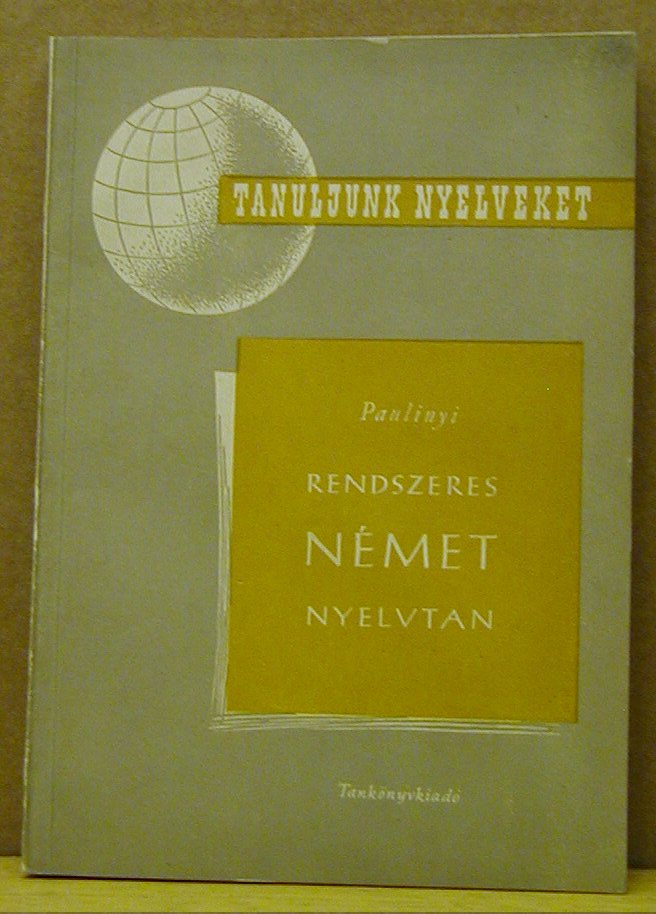 TANULJUNK NYELVEKET
Paulinyi
RENDSZERES
NÉMET
NYELVTAN
Tankönyvkiadó